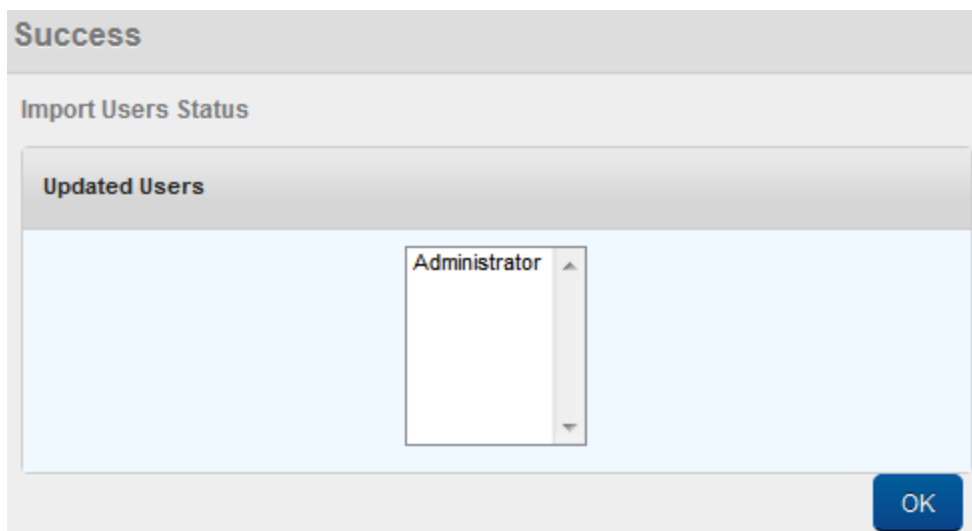 Success
Import Users Status
Updated Users
Administrator
OK